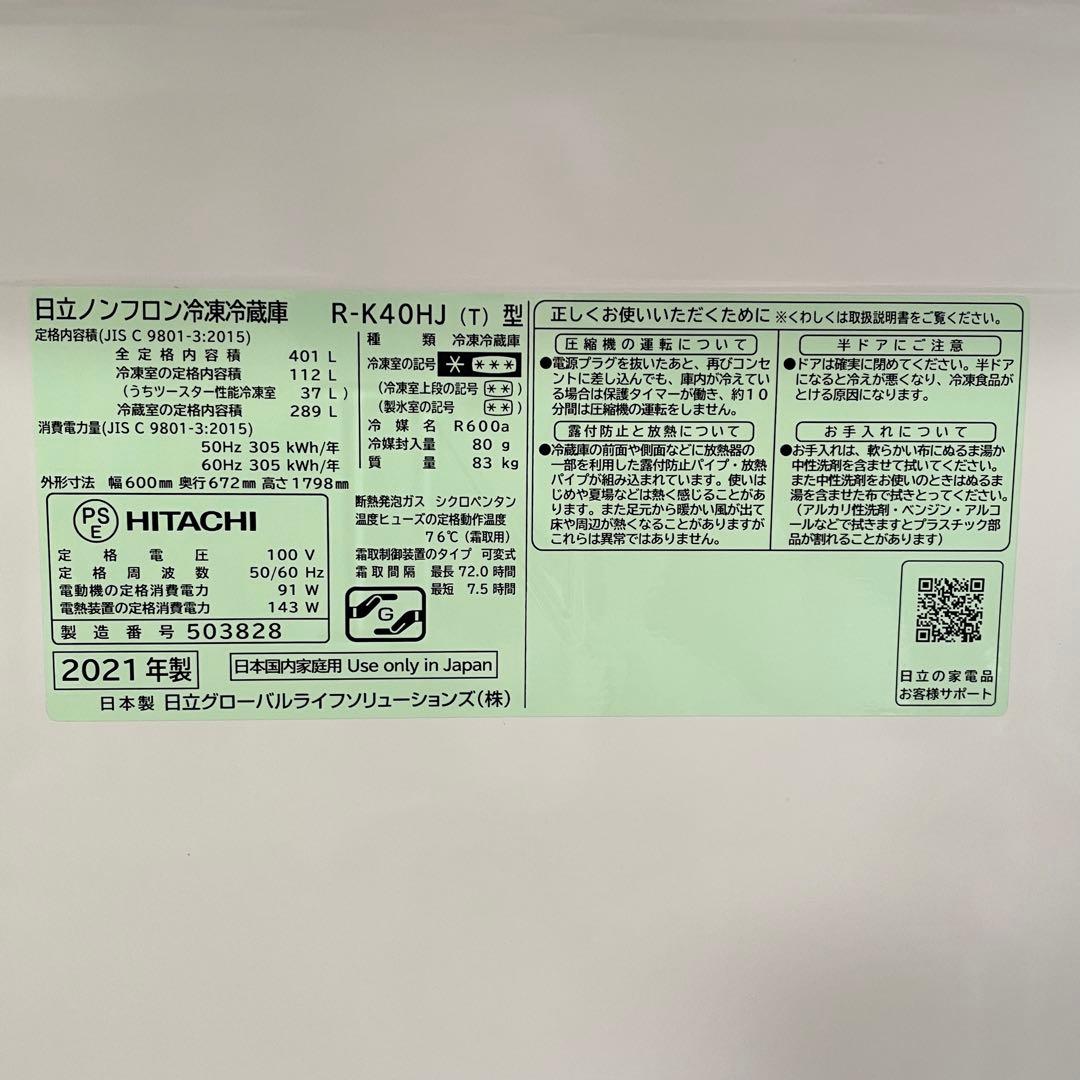 日立ノンフロン冷凍冷蔵庫 R-K40HJ (T) 型
定格内容積(JIS C 9801-3:2015)
全定格内容積 401 L
冷凍室の定格内容積 112 L
(うちツースター性能冷凍室 37 L )
冷蔵室の定格内容積 289 L
消費電力量(JIS C 9801-3:2015)
50Hz 305 kWh/年
60Hz 305 kWh/年
外形寸法 幅600mm 奥行672mm 高さ1798mm
種類 冷凍冷蔵庫
冷凍室の記号 * ***
(冷凍室上段の記号 ** )
(製氷室の記号 ** )
冷媒名 R600a
冷媒封入量 80 g
質量 83 kg
断熱発泡ガス シクロペンタン
温度ヒューズの定格動作温度
76℃ (霜取用)
霜取制御装置のタイプ 可変式
霜取間隔 最長 72.0 時間
最短 7.5 時間
G
PS
E
HITACHI
定格電圧 100 V
定格周波数 50/60 Hz
電動機の定格消費電力 91 W
電熱装置の定格消費電力 143 W
製造番号 503828
2021 年製
日本国内家庭用 Use only in Japan
日本製 日立グローバルライフソリューションズ(株)
正しくお使いいただくために ※くわしくは取扱説明書をご覧ください。
圧縮機の運転について
●電源プラグを抜いたあと、再びコンセ
ントに差し込んでも、庫内が冷えてい
る場合は保護タイマーが働き、約10
分間は圧縮機の運転をしません。
露付防止と放熱について
●冷蔵庫の前面や側面などに放熱器の
一部を利用した露付防止パイプ・放熱
パイプが組み込まれています。使いは
じめや夏場などは熱く感じることがあ
ります。また足元から暖かい風が出て
床や周辺が熱くなることがありますが
これらは異常ではありません。
半ドアにご注意
●ドアは確実に閉めてください。半ドア
になると冷えが悪くなり、冷凍食品が
とける原因になります。
お手入れについて
●お手入れは、軟らかい布にぬるま湯か
中性洗剤を含ませて拭いてください。
また中性洗剤をお使いのときはぬるま
湯を含ませた布で拭きとってください。
(アルカリ性洗剤・ベンジン・アルコ
ールなどで拭きますとプラスチック部
品が割れることがあります)
日立の家電品
お客様サポート